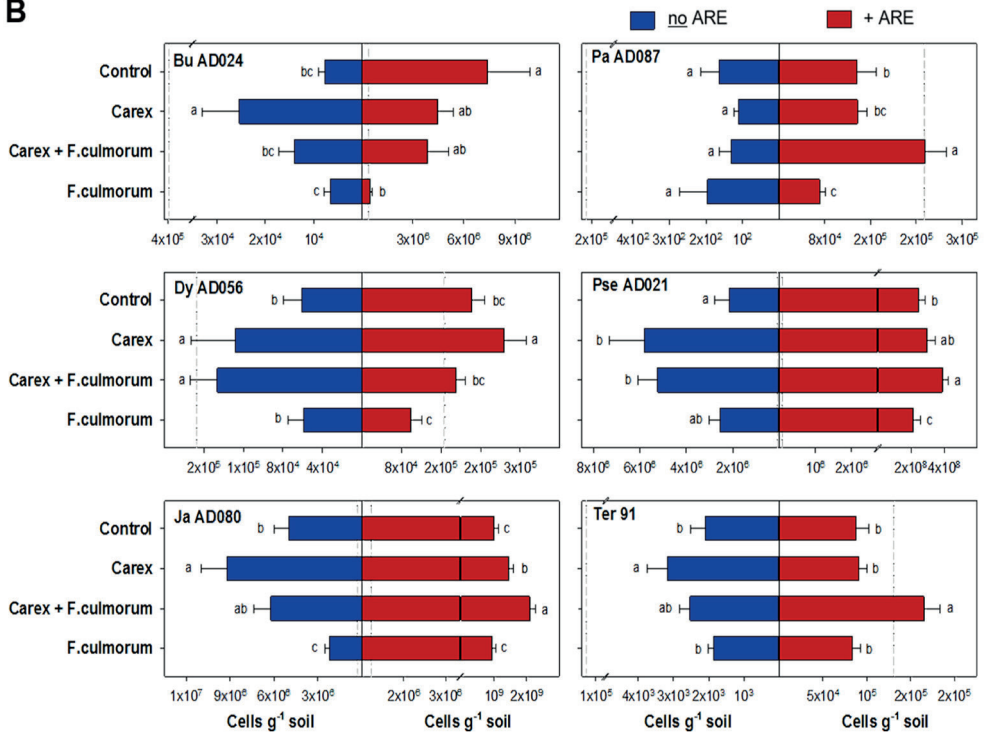 B
no ARE + ARE
Bu AD024 Pa AD087
Control bc a a b
Carex a ab a bc
Carex + F.culmorum bc ab a a
F.culmorum c b a c
4x10⁵ 3x10⁴ 2x10⁴ 10⁴ 3x10⁶ 6x10⁶ 9x10⁶ 2x10⁵ 4x10² 3x10² 2x10² 10² 8x10⁴ 2x10⁵ 2x10⁵ 3x10⁵
Dy AD056 Pse AD021
Control b bc a b
Carex a a b ab
Carex + F.culmorum a bc b a
F.culmorum b c ab c
2x10⁵ 1x10⁵ 8x10⁴ 4x10⁴ 8x10⁴ 2x10⁵ 2x10⁵ 3x10⁵ 8x10⁶ 6x10⁶ 4x10⁶ 2x10⁶ 10⁶ 2x10⁶ 2x10⁸ 4x10⁸
Ja AD080 Ter 91
Control b c b b
Carex a b a b
Carex + F.culmorum ab a ab a
F.culmorum c c b b
1x10⁷ 9x10⁶ 6x10⁶ 3x10⁶ 2x10⁶ 3x10⁶ 10⁹ 2x10⁹ 1x10⁵ 4x10³ 3x10³ 2x10³ 10³ 5x10⁴ 10⁵ 2x10⁵ 2x10⁵
Cells g⁻¹ soil Cells g⁻¹ soil Cells g⁻¹ soil Cells g⁻¹ soil